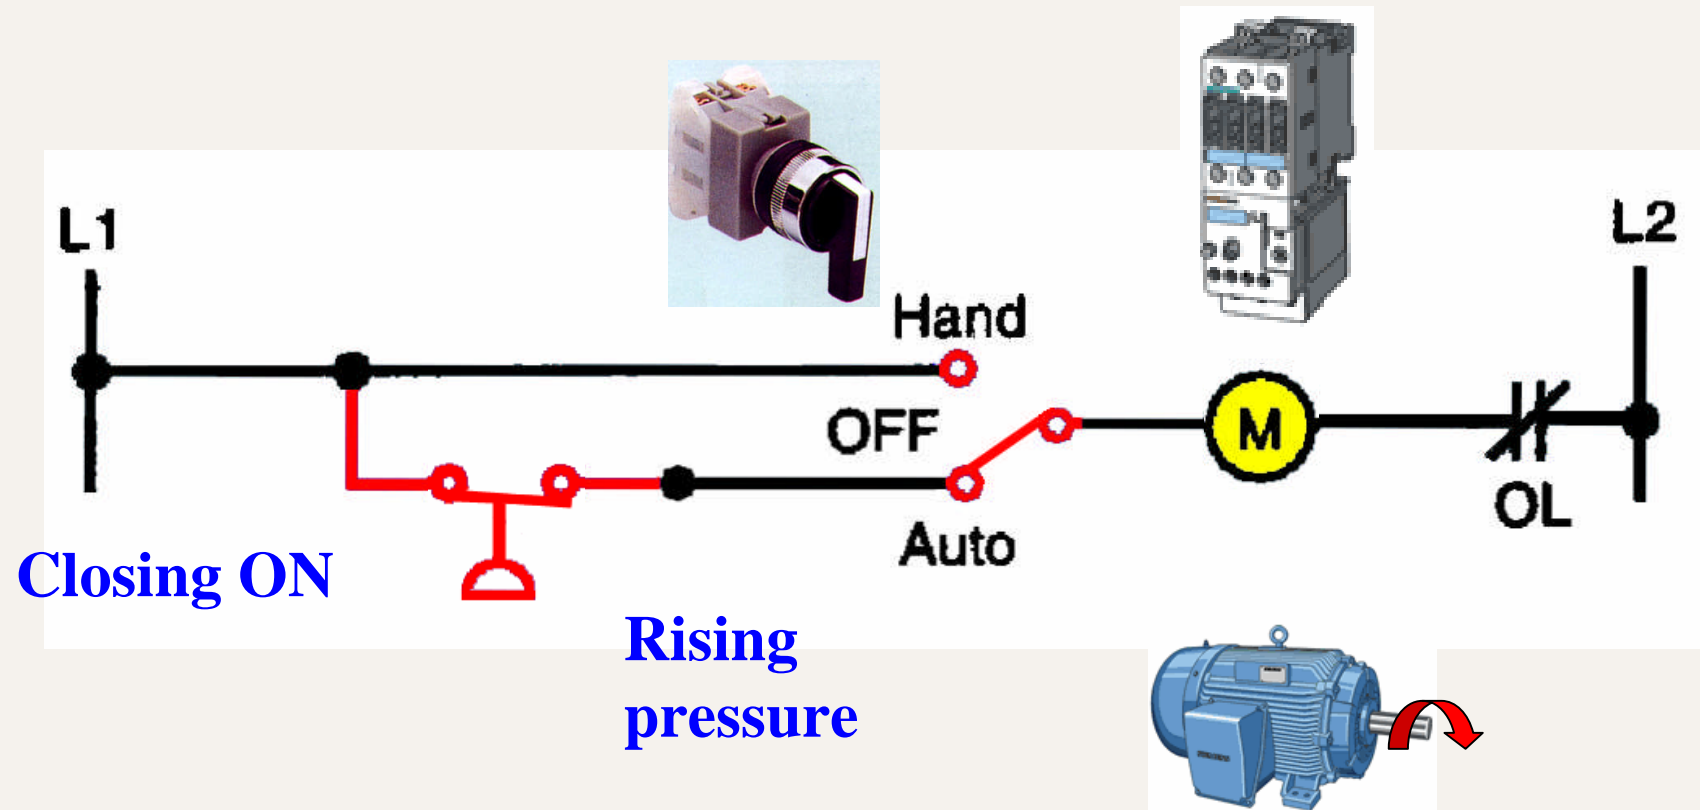 L1
L2
Hand
OFF
M
OL
Auto
Closing ON
Rising
pressure